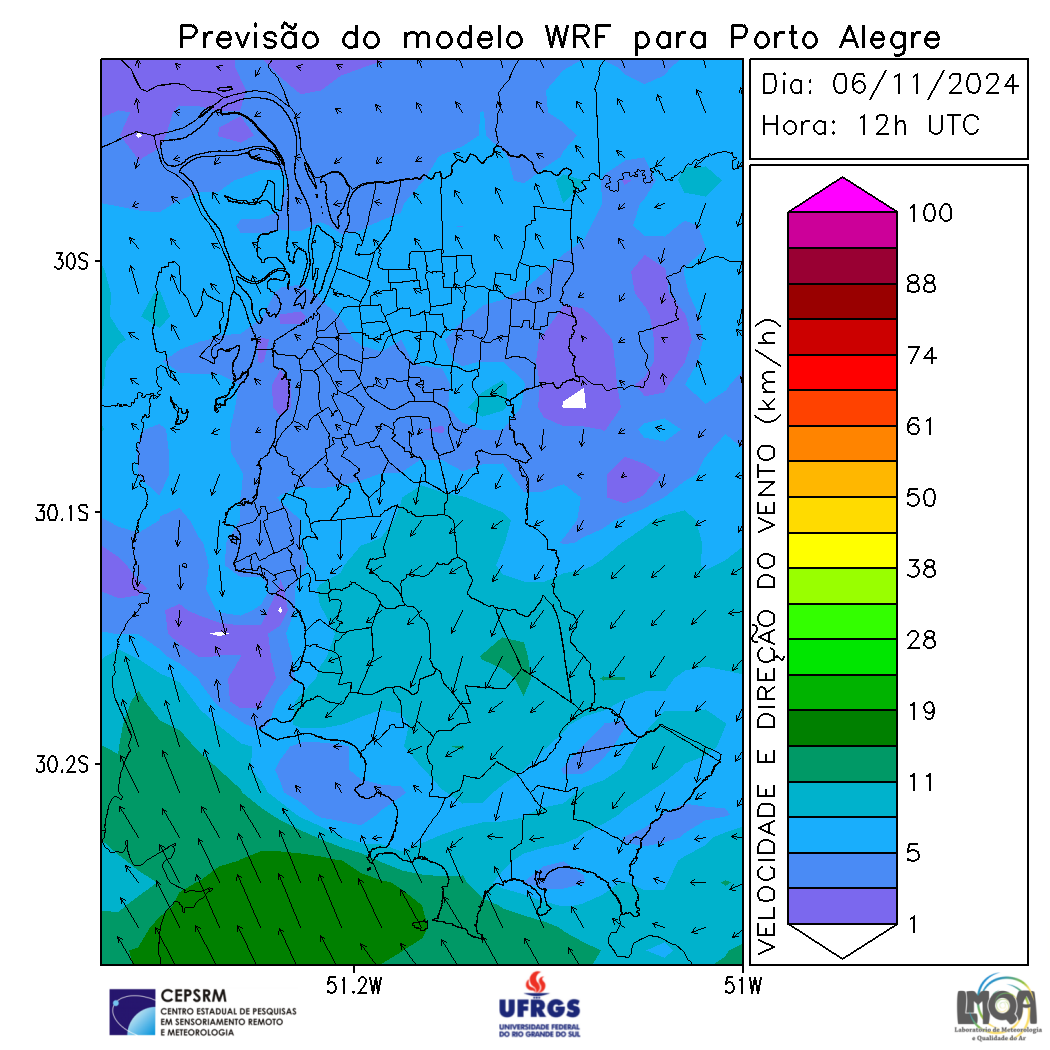 Previsão do modelo WRF para Porto Alegre
Dia: 06/11/2024
Hora: 12h UTC
30S
30.1S
30.2S
51.2W
51W
VELOCIDADE E DIREÇÃO DO VENTO (km/h)
100
88
74
61
50
38
28
19
11
5
1
CEPSRM
CENTRO ESTADUAL DE PESQUISAS
EM SENSORIAMENTO REMOTO
E METEOROLOGIA
UFRGS
UNIVERSIDADE FEDERAL
DO RIO GRANDE DO SUL
LMQA
Laboratório de Meteorologia
e Qualidade do Ar